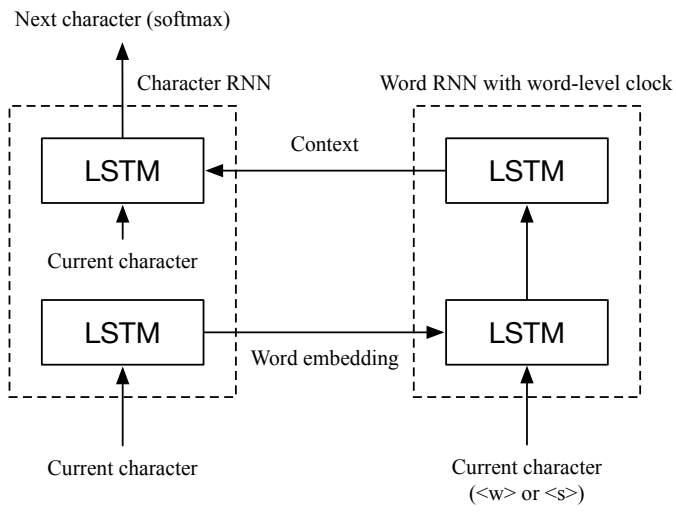 Next character (softmax)
Character RNN
Word RNN with word-level clock
LSTM
Context
LSTM
Current character
LSTM
LSTM
Word embedding
Current character
Current character
(<w> or <s>)